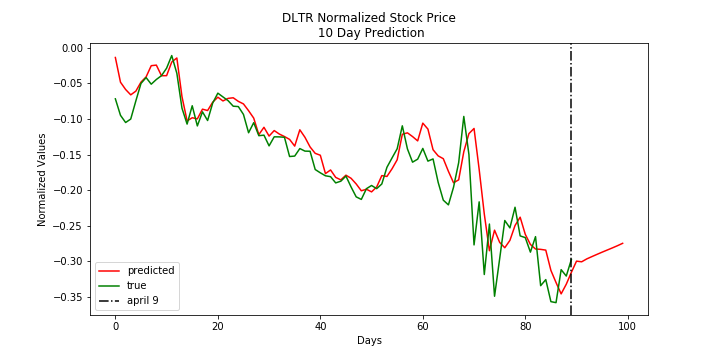 DLTR Normalized Stock Price
10 Day Prediction
0.00
−0.05
−0.10
−0.15
−0.20
−0.25
−0.30
−0.35
Normalized Values
predicted
true
april 9
0
20
40
60
80
100
Days